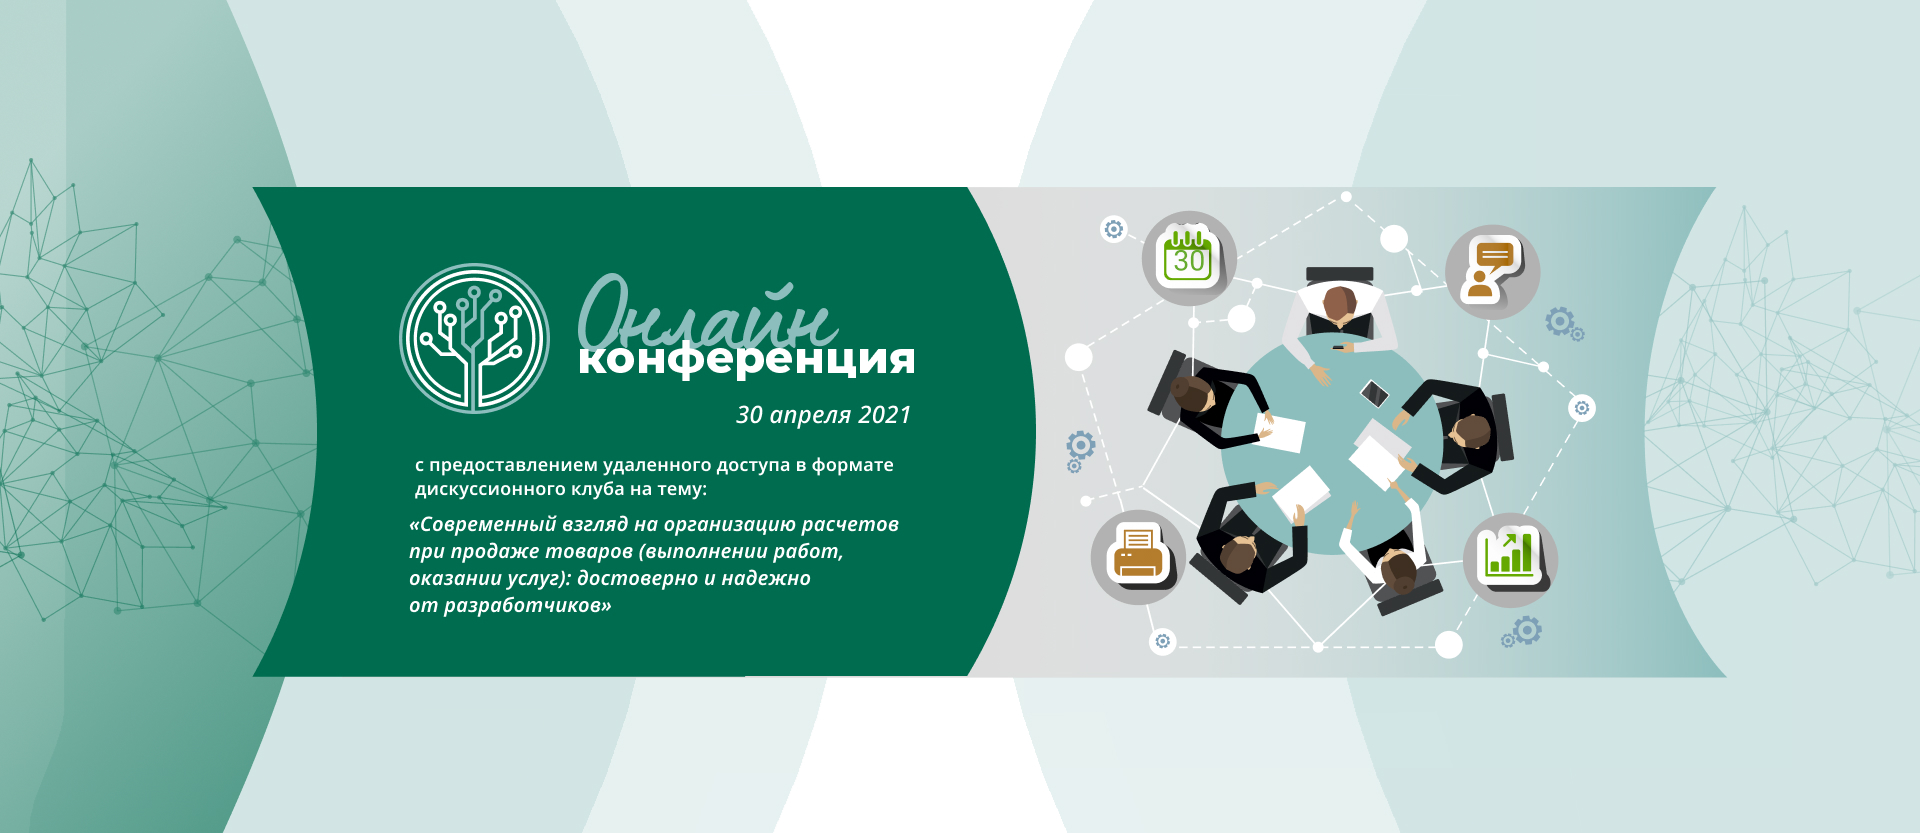 Онлайн
конференция
30 апреля 2021
с предоставлением удаленного доступа в формате
дискуссионного клуба на тему:
«Современный взгляд на организацию расчетов
при продаже товаров (выполнении работ,
оказании услуг): достоверно и надежно
от разработчиков»
30